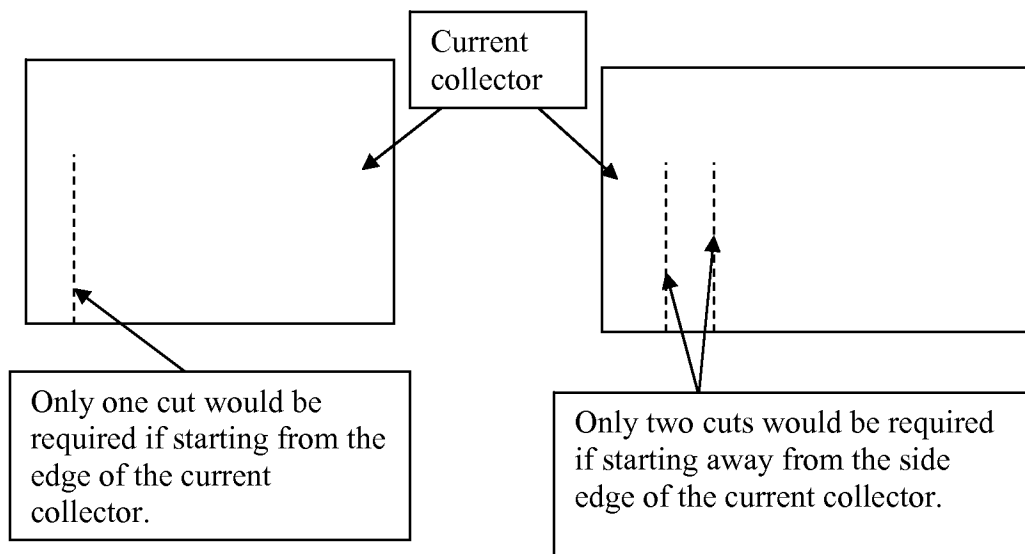 Current
collector
Only one cut would be
required if starting from the
edge of the current
collector.
Only two cuts would be required
if starting away from the side
edge of the current collector.